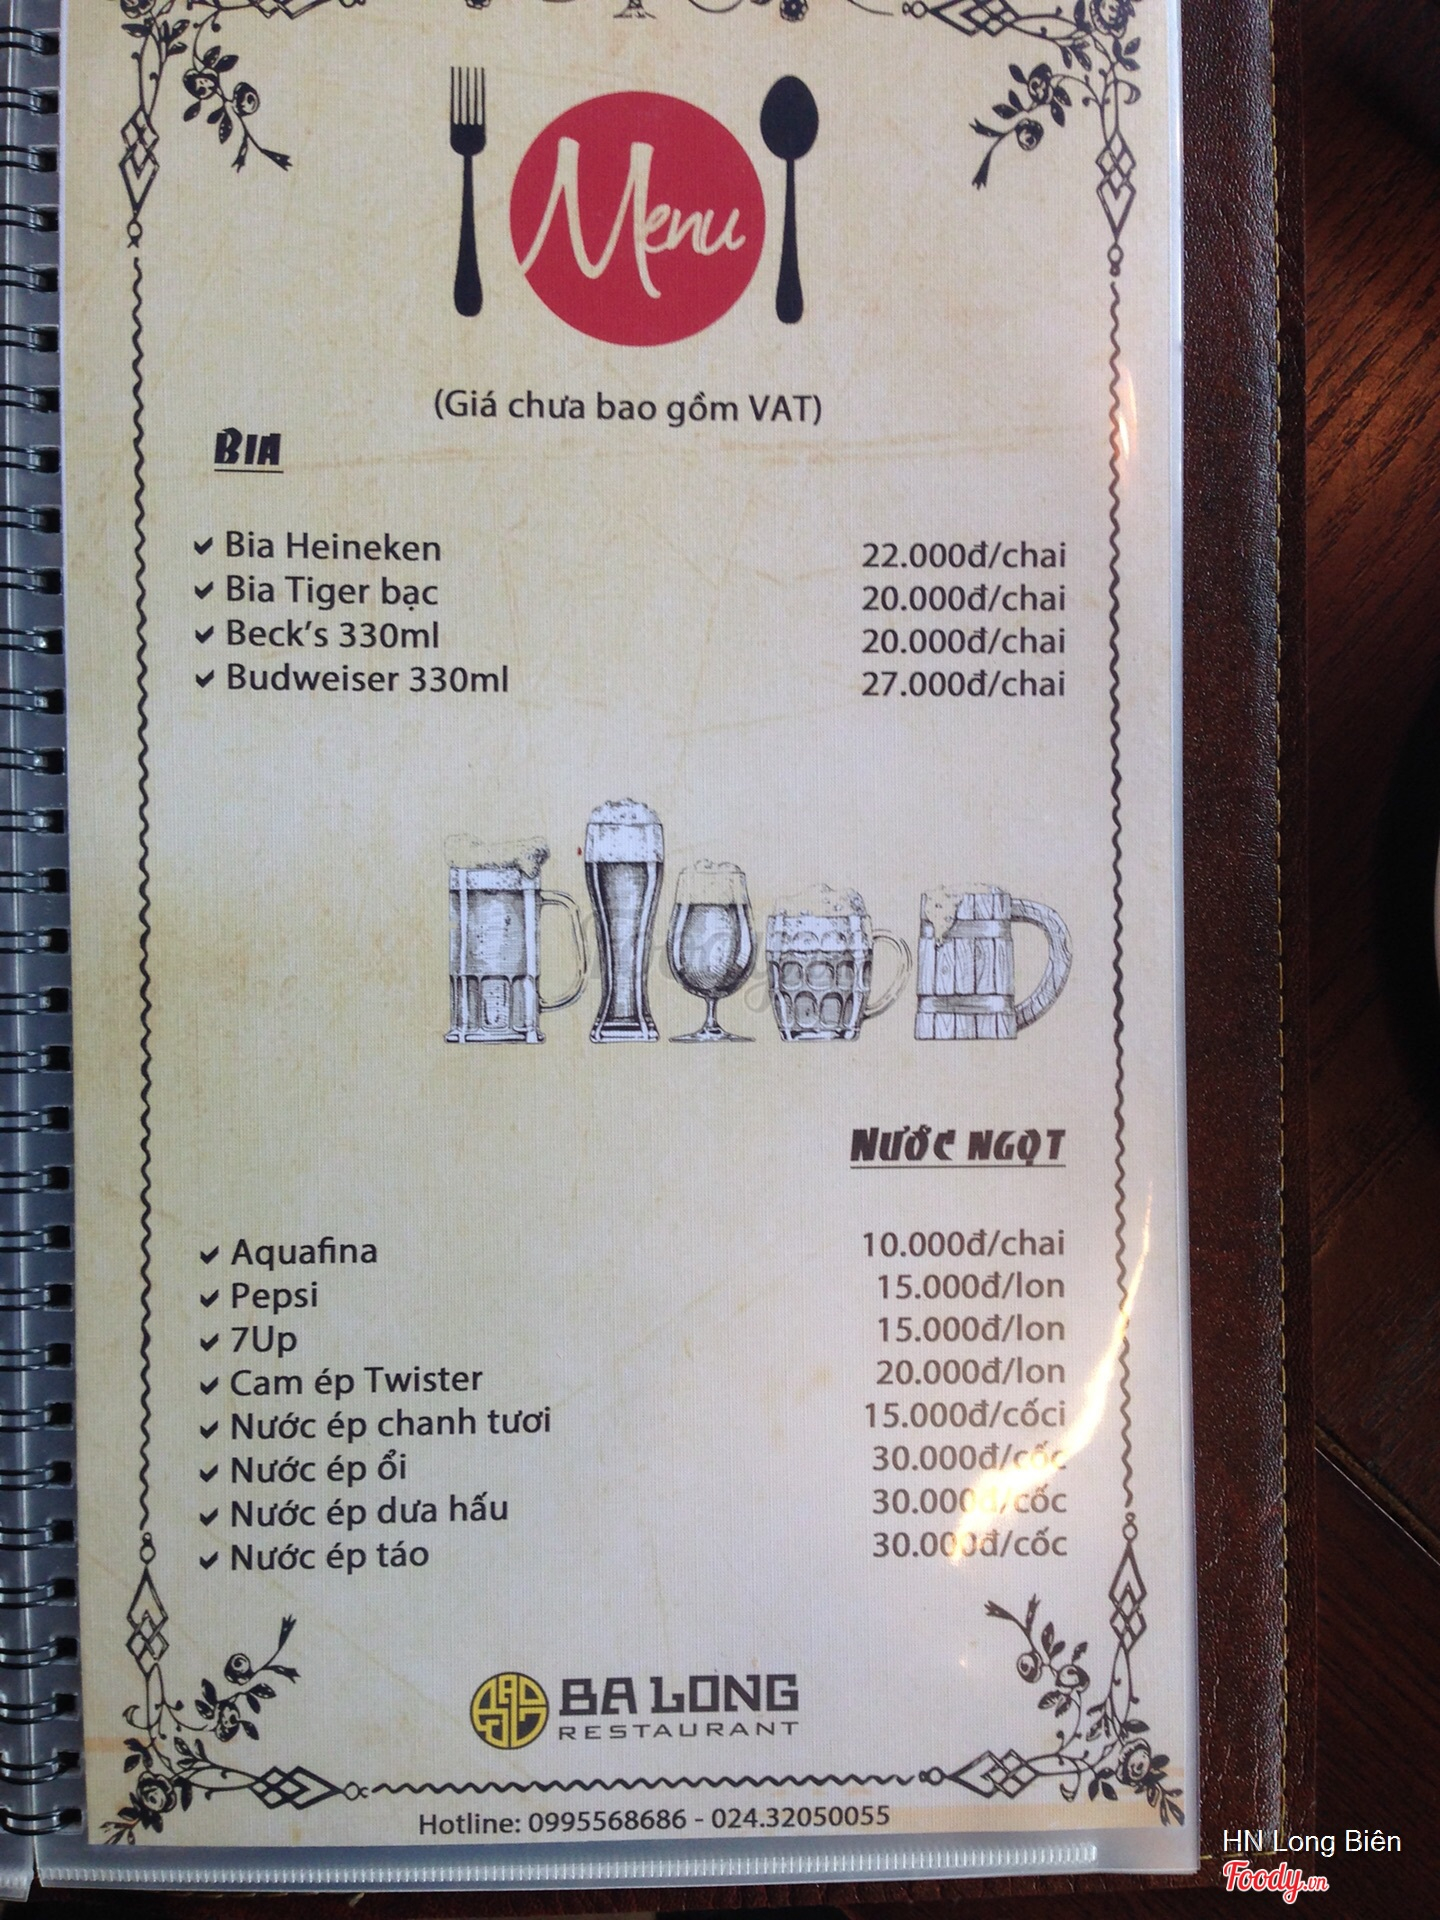 Menu
(Giá chưa bao gồm VAT)
BIA
Bia Heineken 22.000đ/chai
Bia Tiger bạc 20.000đ/chai
Beck's 330ml 20.000đ/chai
Budweiser 330ml 27.000đ/chai
Foody.vn
NƯỚC NGỌT
Aquafina 10.000đ/chai
Pepsi 15.000đ/lon
7Up 15.000đ/lon
Cam ép Twister 20.000đ/lon
Nước ép chanh tươi 15.000đ/cốci
Nước ép ổi 30.000đ/cốc
Nước ép dưa hấu 30.000đ/cốc
Nước ép táo 30.000đ/cốc
BA LONG
RESTAURANT
Hotline: 0995568686 - 024.32050055
HN Long Biên
Foody.vn